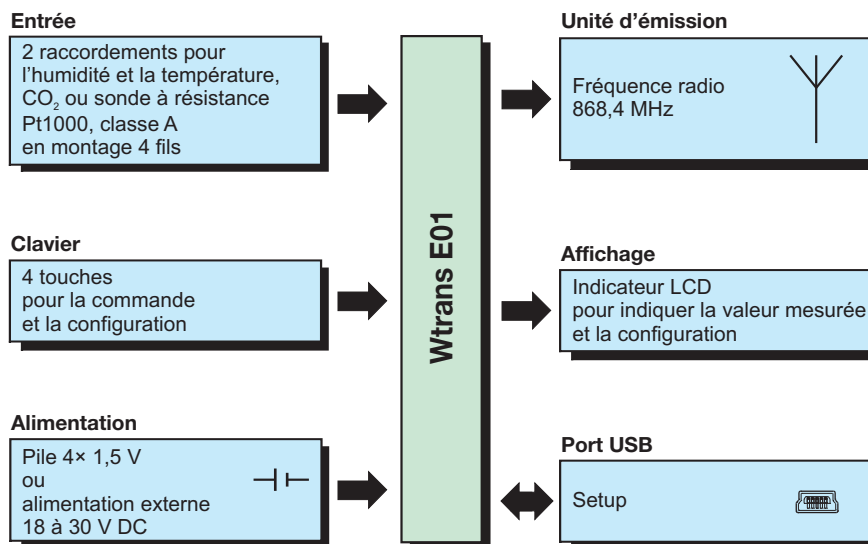 Entrée
2 raccordements pour
l'humidité et la température,
CO₂ ou sonde à résistance
Pt1000, classe A
en montage 4 fils
Clavier
4 touches
pour la commande
et la configuration
Alimentation
Pile 4× 1,5 V
ou
alimentation externe
18 à 30 V DC
Wtrans E01
Unité d'émission
Fréquence radio
868,4 MHz
Affichage
Indicateur LCD
pour indiquer la valeur mesurée
et la configuration
Port USB
Setup